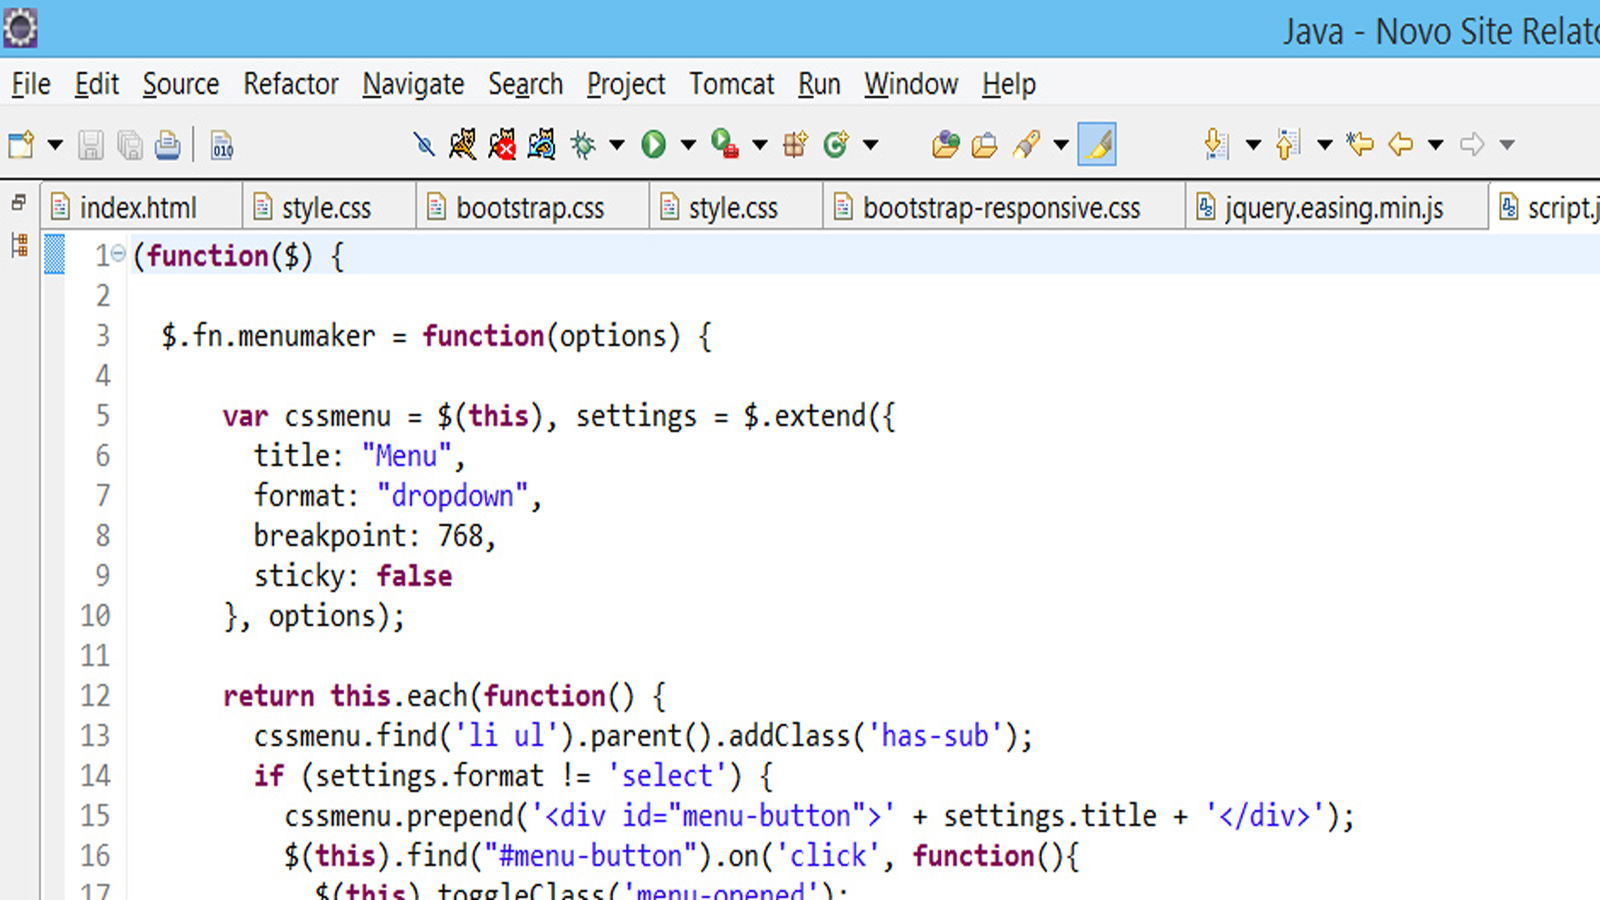 Java - Novo Site Relato
File Edit Source Refactor Navigate Search Project Tomcat Run Window Help
010
index.html style.css bootstrap.css style.css bootstrap-responsive.css jquery.easing.min.js script.j
1 (function($) {
2
3 $.fn.menumaker = function(options) {
4
5 var cssmenu = $(this), settings = $.extend({
6 title: "Menu",
7 format: "dropdown",
8 breakpoint: 768,
9 sticky: false
10 }, options);
11
12 return this.each(function() {
13 cssmenu.find('li ul').parent().addClass('has-sub');
14 if (settings.format != 'select') {
15 cssmenu.prepend('<div id="menu-button">' + settings.title + '</div>');
16 $(this).find("#menu-button").on('click', function(){
17 $(this).toggleClass('menu-opened');